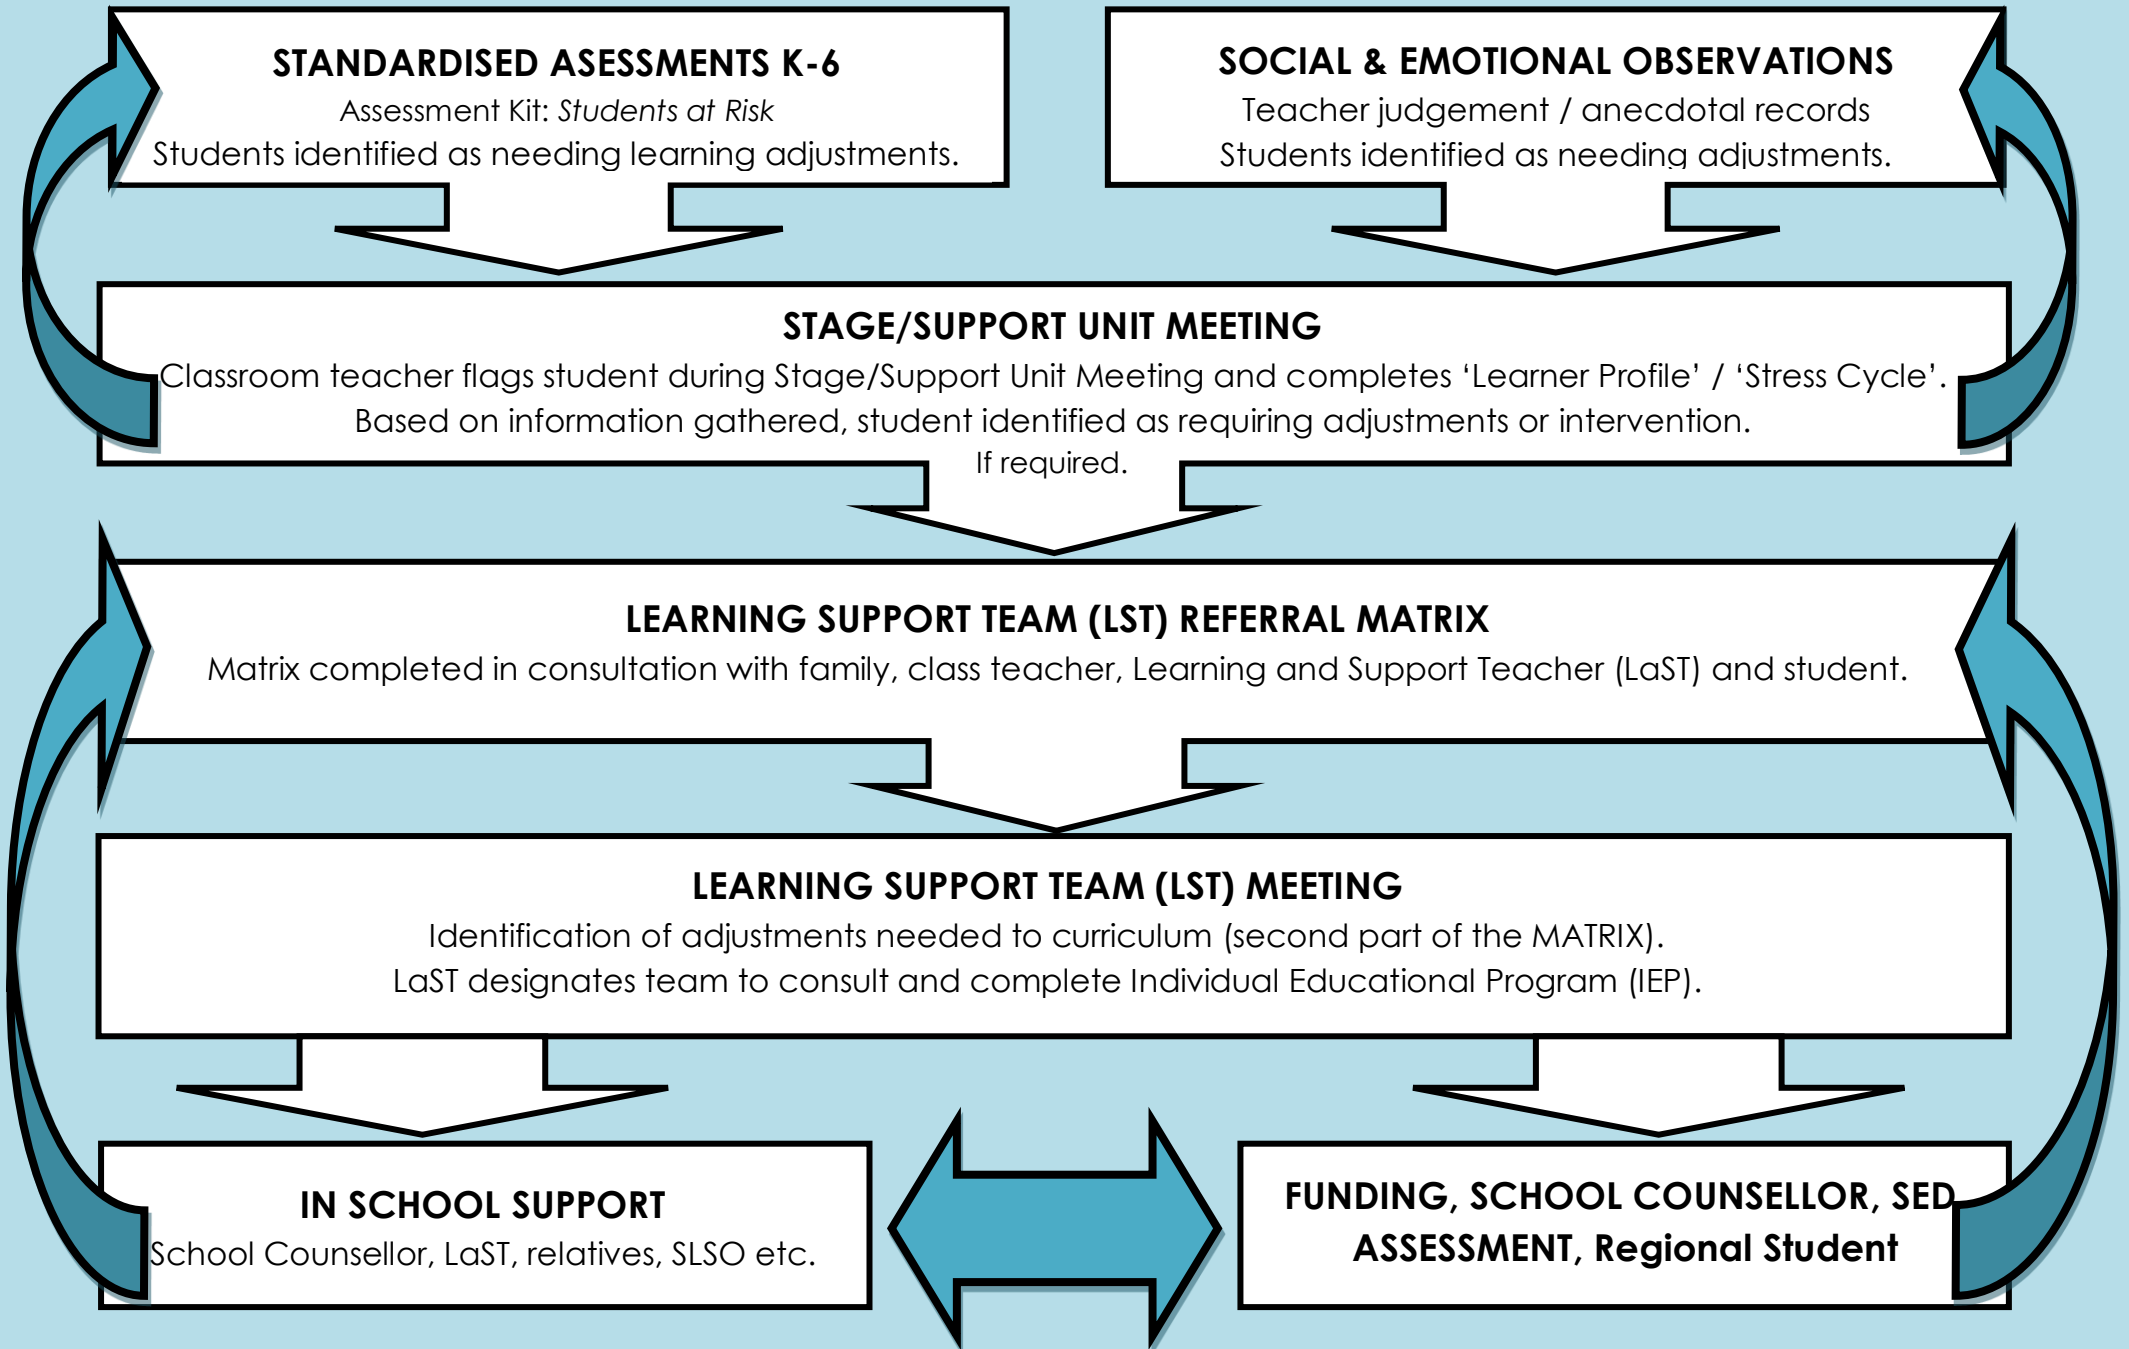 STANDARDISED ASESSMENTS K-6
Assessment Kit: Students at Risk
Students identified as needing learning adjustments.
SOCIAL & EMOTIONAL OBSERVATIONS
Teacher judgement / anecdotal records
Students identified as needing adjustments.
STAGE/SUPPORT UNIT MEETING
Classroom teacher flags student during Stage/Support Unit Meeting and completes ‘Learner Profile’ / ‘Stress Cycle’.
Based on information gathered, student identified as requiring adjustments or intervention.
If required.
LEARNING SUPPORT TEAM (LST) REFERRAL MATRIX
Matrix completed in consultation with family, class teacher, Learning and Support Teacher (LaST) and student.
LEARNING SUPPORT TEAM (LST) MEETING
Identification of adjustments needed to curriculum (second part of the MATRIX).
LaST designates team to consult and complete Individual Educational Program (IEP).
IN SCHOOL SUPPORT
School Counsellor, LaST, relatives, SLSO etc.
FUNDING, SCHOOL COUNSELLOR, SED
ASSESSMENT, Regional Student